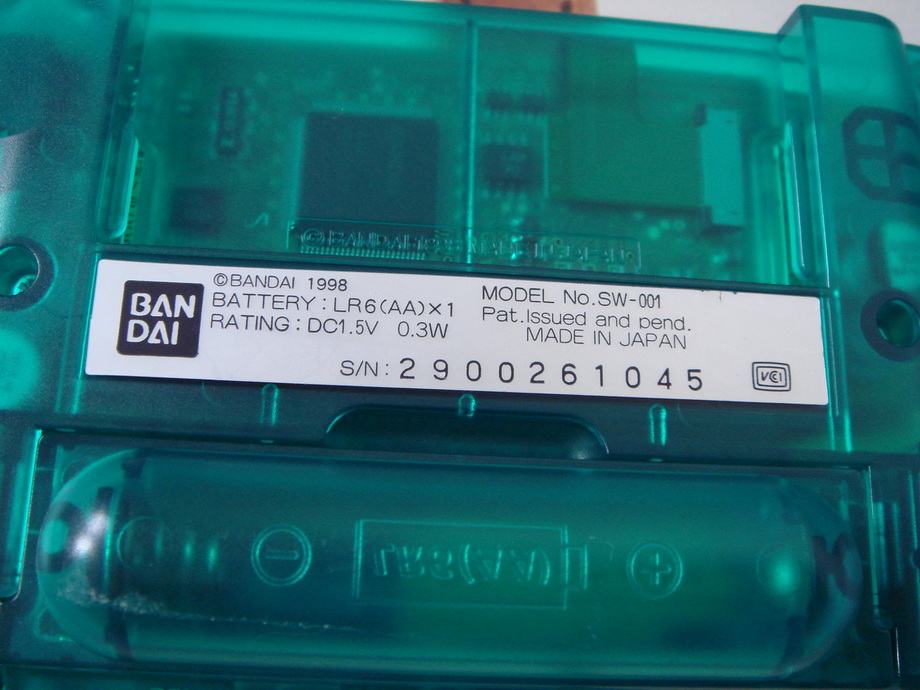 BAN
DAI
©BANDAI 1998
BATTERY : LR6(AA)×1
RATING : DC1.5V 0.3W
MODEL No.SW-001
Pat.Issued and pend.
MADE IN JAPAN
S/N: 2900261045
VCI
LR6(AA)